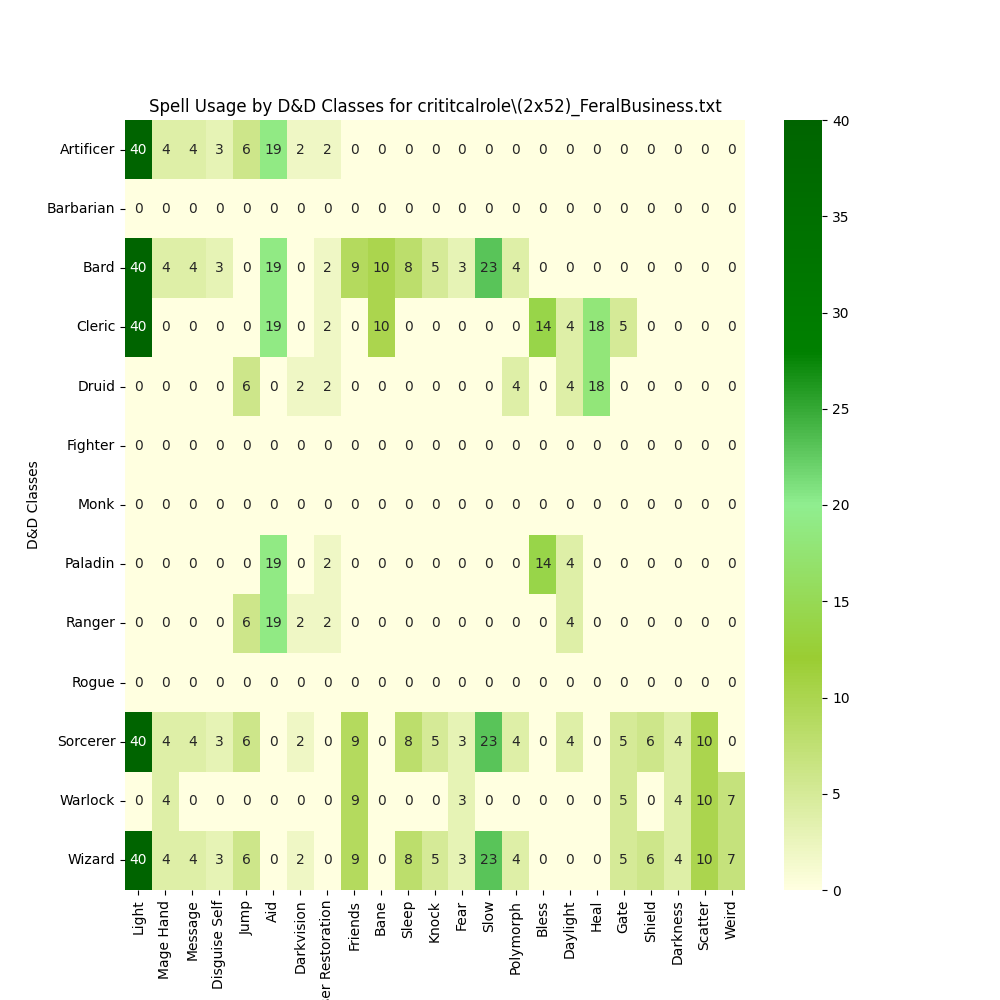 Spell Usage by D&D Classes for crititcalrole\(2x52)_FeralBusiness.txt
D&D Classes
Artificer 40 4 4 3 6 19 2 2 0 0 0 0 0 0 0 0 0 0 0 0 0 0 0
Barbarian 0 0 0 0 0 0 0 0 0 0 0 0 0 0 0 0 0 0 0 0 0 0 0
Bard 40 4 4 3 0 19 0 2 9 10 8 5 3 23 4 0 0 0 0 0 0 0 0
Cleric 40 0 0 0 0 19 0 2 0 10 0 0 0 0 0 14 4 18 5 0 0 0 0
Druid 0 0 0 0 6 0 2 2 0 0 0 0 0 0 4 0 4 18 0 0 0 0 0
Fighter 0 0 0 0 0 0 0 0 0 0 0 0 0 0 0 0 0 0 0 0 0 0 0
Monk 0 0 0 0 0 0 0 0 0 0 0 0 0 0 0 0 0 0 0 0 0 0 0
Paladin 0 0 0 0 0 19 0 2 0 0 0 0 0 0 0 14 4 0 0 0 0 0 0
Ranger 0 0 0 0 6 19 2 2 0 0 0 0 0 0 0 0 4 0 0 0 0 0 0
Rogue 0 0 0 0 0 0 0 0 0 0 0 0 0 0 0 0 0 0 0 0 0 0 0
Sorcerer 40 4 4 3 6 0 2 0 9 0 8 5 3 23 4 0 4 0 5 6 4 10 0
Warlock 0 4 0 0 0 0 0 0 9 0 0 0 3 0 0 0 0 0 5 0 4 10 7
Wizard 40 4 4 3 6 0 2 0 9 0 8 5 3 23 4 0 0 0 5 6 4 10 7
Light
Mage Hand
Message
Disguise Self
Jump
Aid
Darkvision
er Restoration
Friends
Bane
Sleep
Knock
Fear
Slow
Polymorph
Bless
Daylight
Heal
Gate
Shield
Darkness
Scatter
Weird
40
35
30
25
20
15
10
5
0